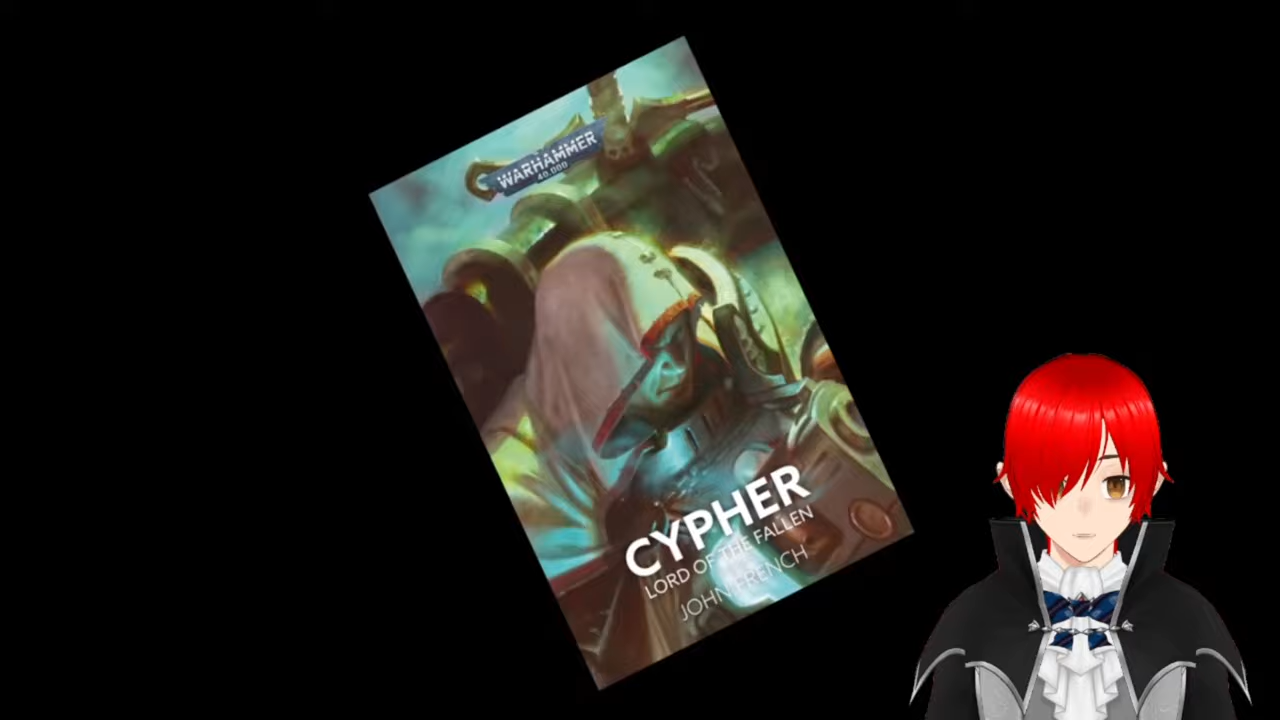 WARHAMMER
40,000
CYPHER
LORD OF THE FALLEN
JOHN FRENCH